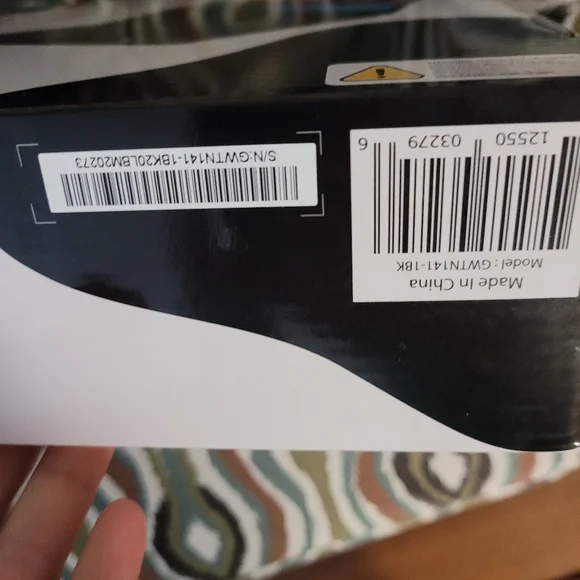 Made In China
Model : GWTN141-1BK
12550 03279 6
S/N:GWTN141-1BK20LBM20273